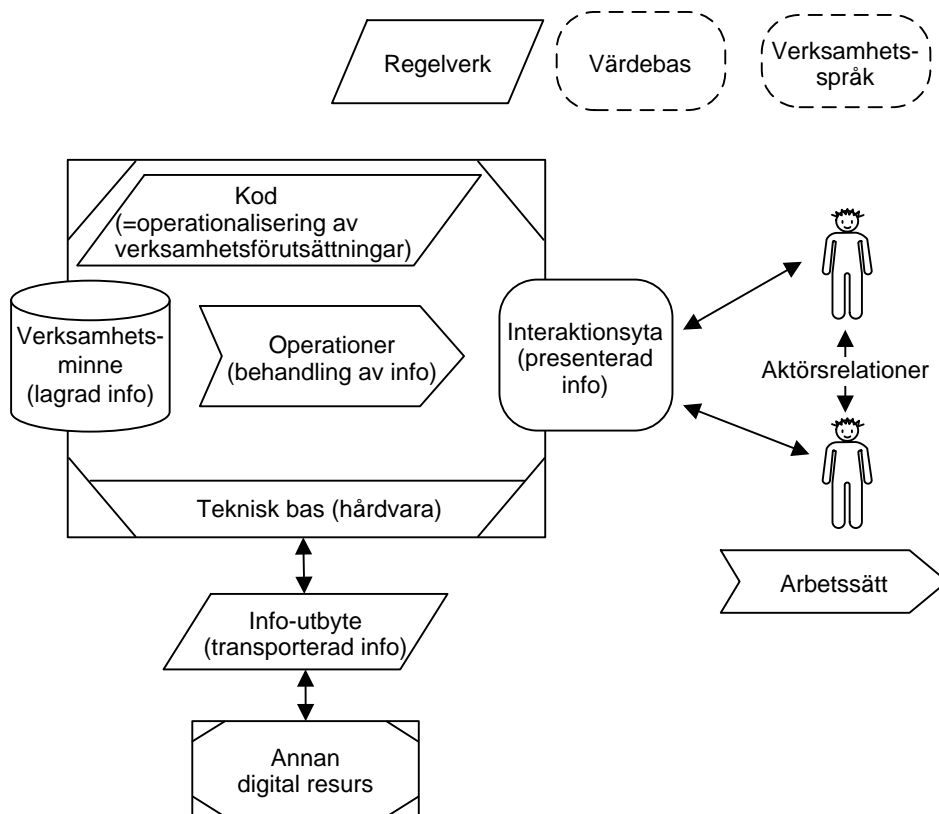 Regelverk
Värdebas
Verksamhets-
språk
Kod
(=operationalisering av
verksamhetsförutsättningar)
Verksamhets-
minne
(lagrad info)
Operationer
(behandling av info)
Interaktionsyta
(presenterad
info)
Aktörsrelationer
Teknisk bas (hårdvara)
Arbetssätt
Info-utbyte
(transporterad info)
Annan
digital resurs